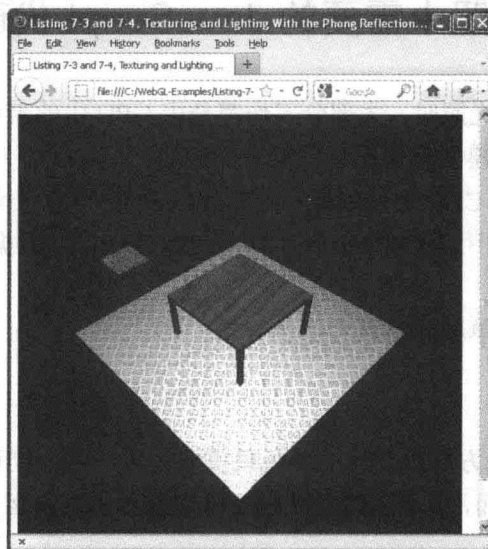 Listing 7-3 and 7-4, Texturing and Lighting With the Phong Reflection...
File Edit View History Bookmarks Tools Help
Listing 7-3 and 7-4, Texturing and Lighting ...
file:///C:/WebGL-Examples/Listing-7-
Google